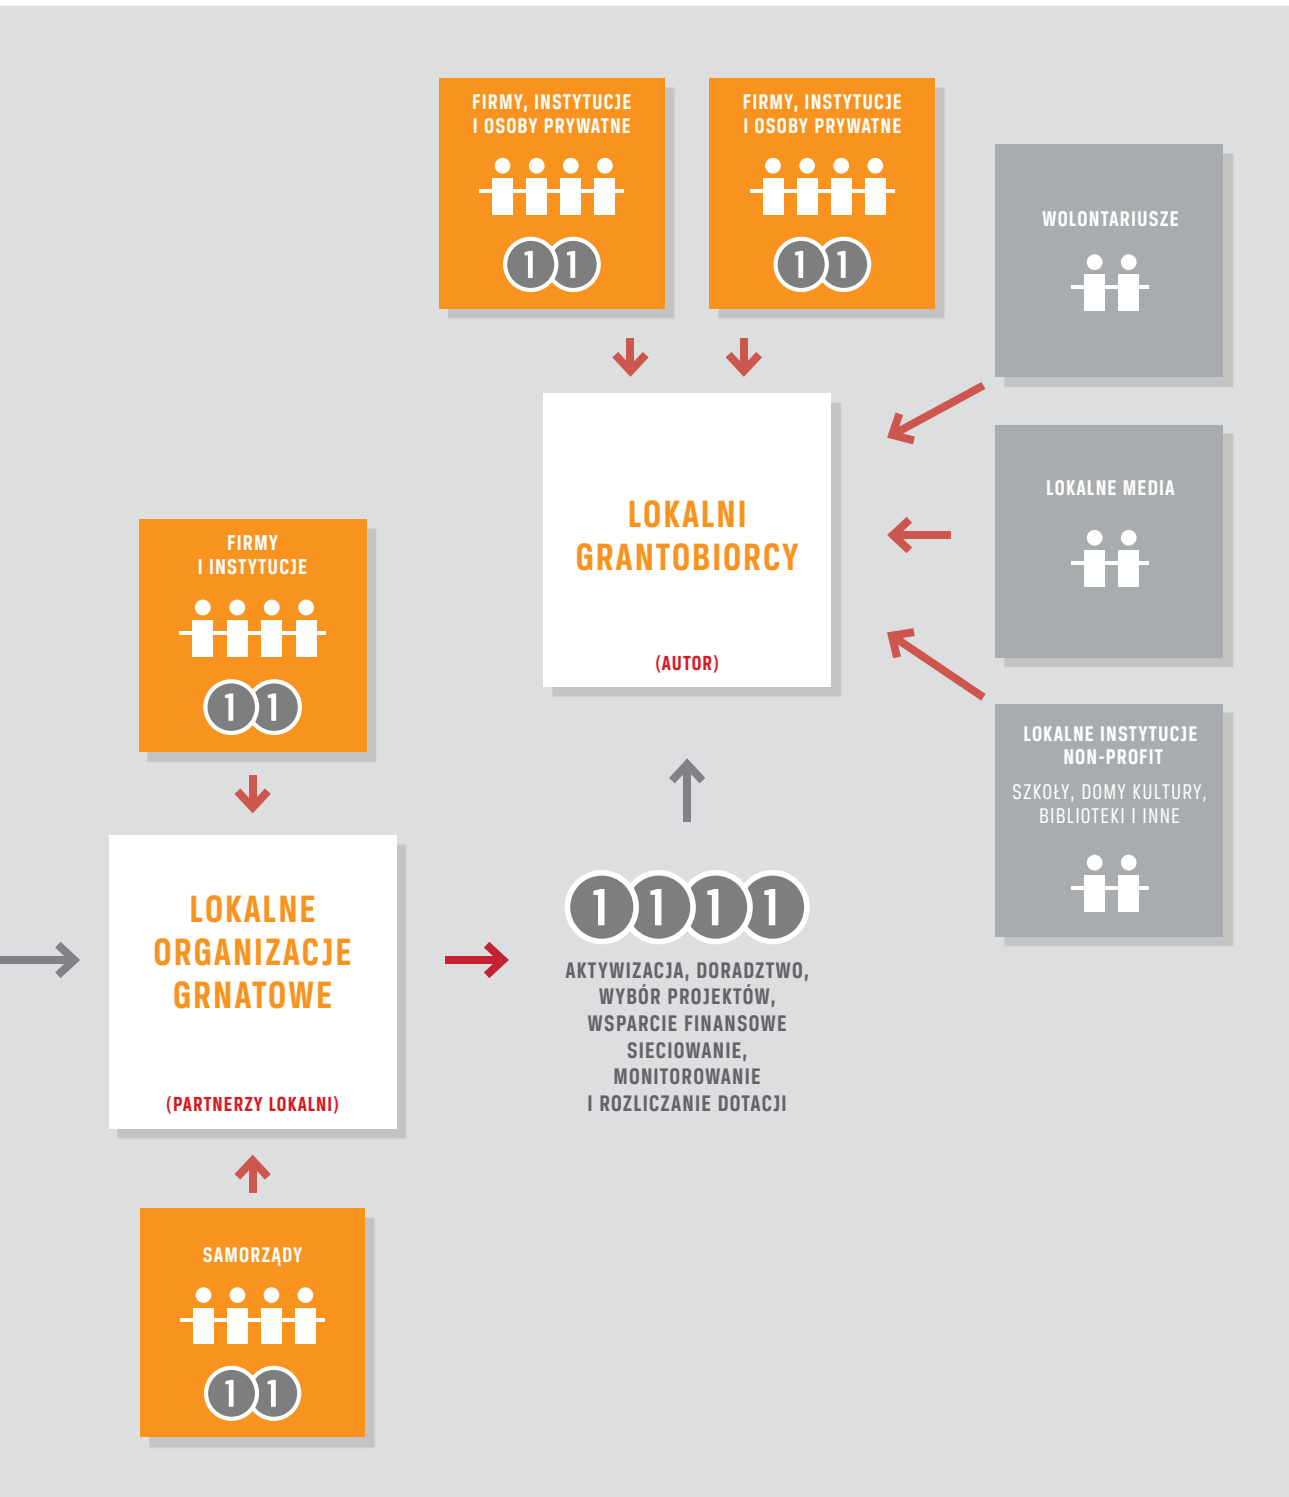 FIRMY, INSTYTUCJE
I OSOBY PRYWATNE
1 1
FIRMY, INSTYTUCJE
I OSOBY PRYWATNE
1 1
WOLONTARIUSZE
LOKALNE MEDIA
LOKALNE INSTYTUCJE
NON-PROFIT
SZKOŁY, DOMY KULTURY,
BIBLIOTEKI I INNE
LOKALNI
GRANTOBIORCY
(AUTOR)
FIRMY
I INSTYTUCJE
1 1
LOKALNE
ORGANIZACJE
GRNATOWE
(PARTNERZY LOKALNI)
1 1 1 1
AKTYWIZACJA, DORADZTWO,
WYBÓR PROJEKTÓW,
WSPARCIE FINANSOWE
SIECIOWANIE,
MONITOROWANIE
I ROZLICZANIE DOTACJI
SAMORZĄDY
1 1